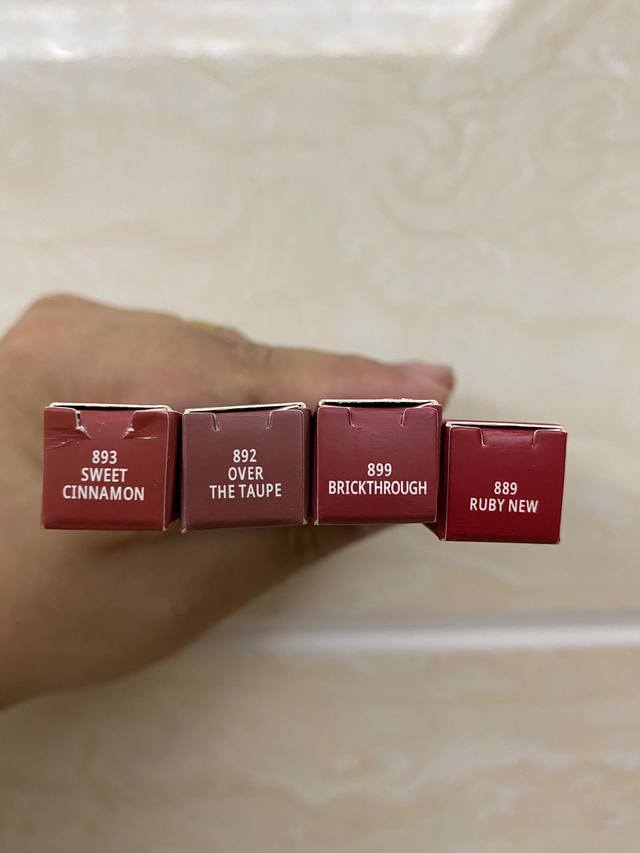 893
SWEET
CINNAMON
892
OVER
THE TAUPE
899
BRICKTHROUGH
889
RUBY NEW